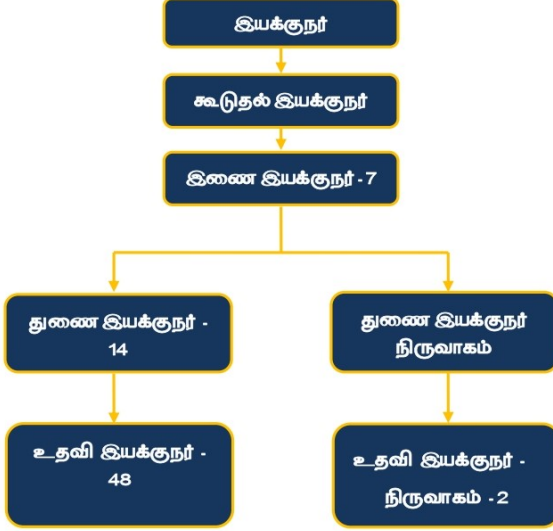 இயக்குநர்
கூடுதல் இயக்குநர்
இணை இயக்குநர் - 7
துணை இயக்குநர் -
14
துணை இயக்குநர்
நிருவாகம்
உதவி இயக்குநர் -
48
உதவி இயக்குநர் -
நிருவாகம் - 2